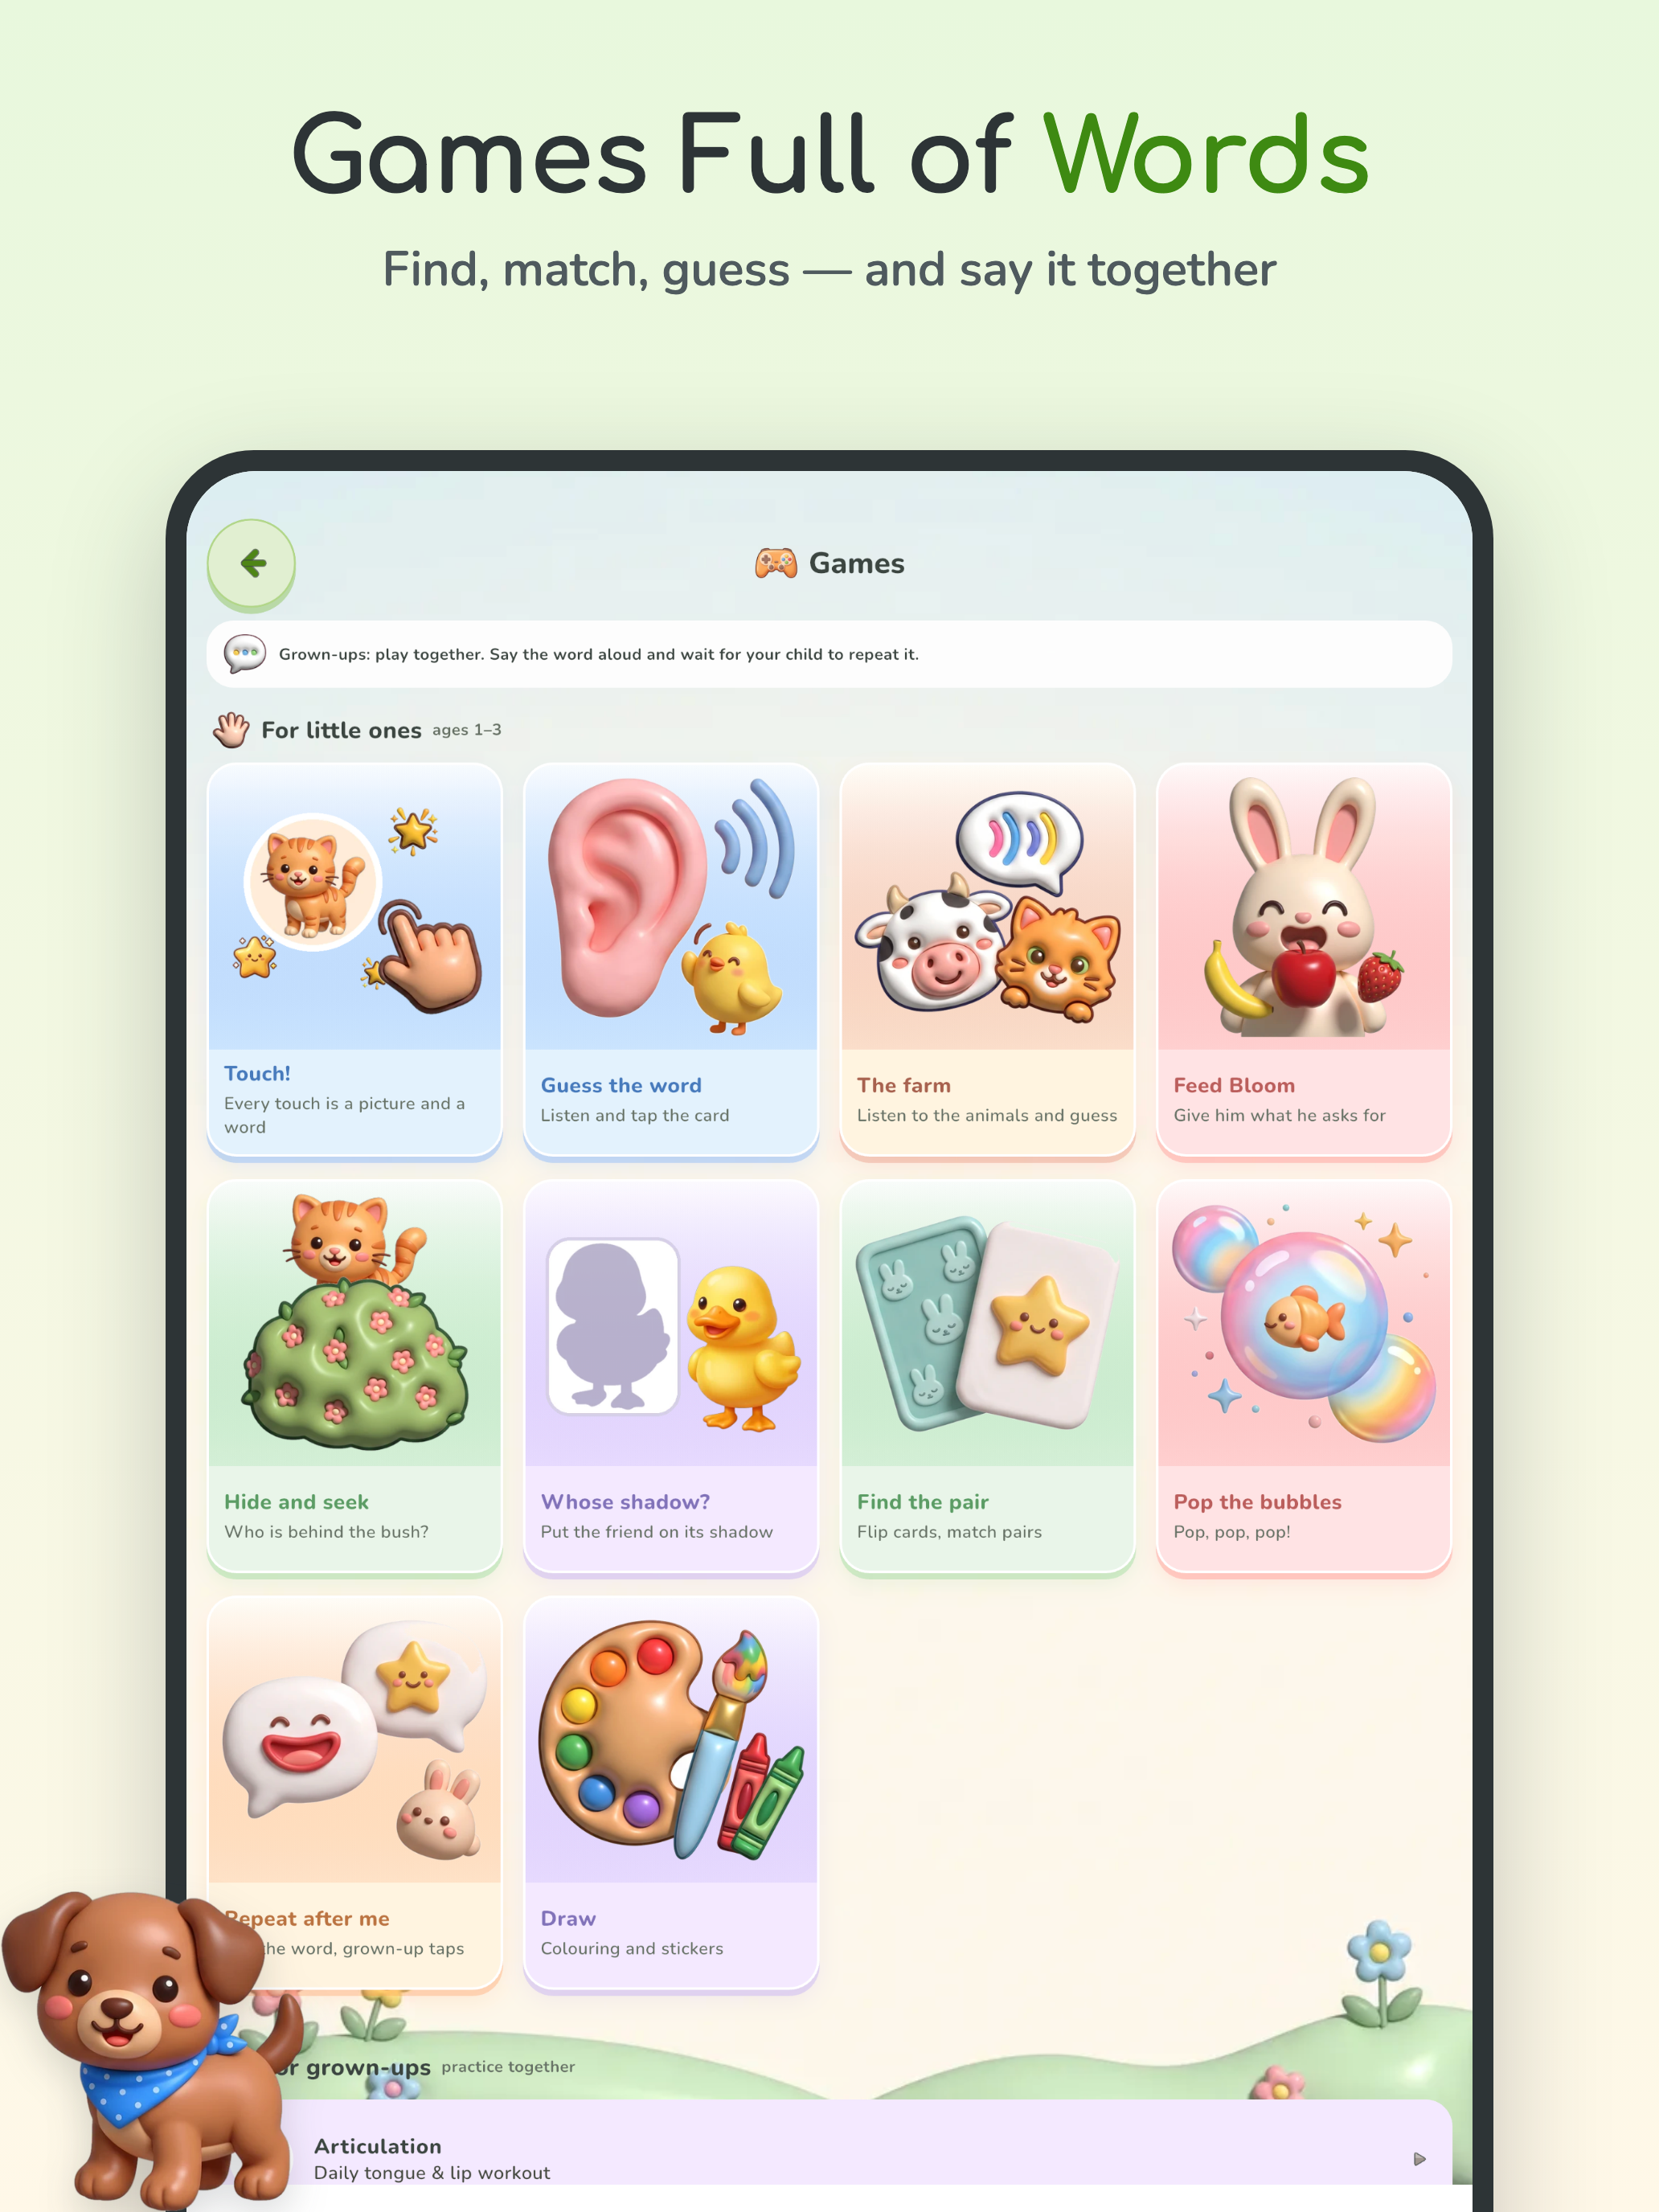 Games Full of Words
Find, match, guess — and say it together
Games
Grown-ups: play together. Say the word aloud and wait for your child to repeat it.
For little ones ages 1–3
Touch!
Every touch is a picture and a
word
Guess the word
Listen and tap the card
The farm
Listen to the animals and guess
Feed Bloom
Give him what he asks for
Hide and seek
Who is behind the bush?
Whose shadow?
Put the friend on its shadow
Find the pair
Flip cards, match pairs
Pop the bubbles
Pop, pop, pop!
Repeat after me
the word, grown-up taps
Draw
Colouring and stickers
or grown-ups practice together
Articulation
Daily tongue & lip workout